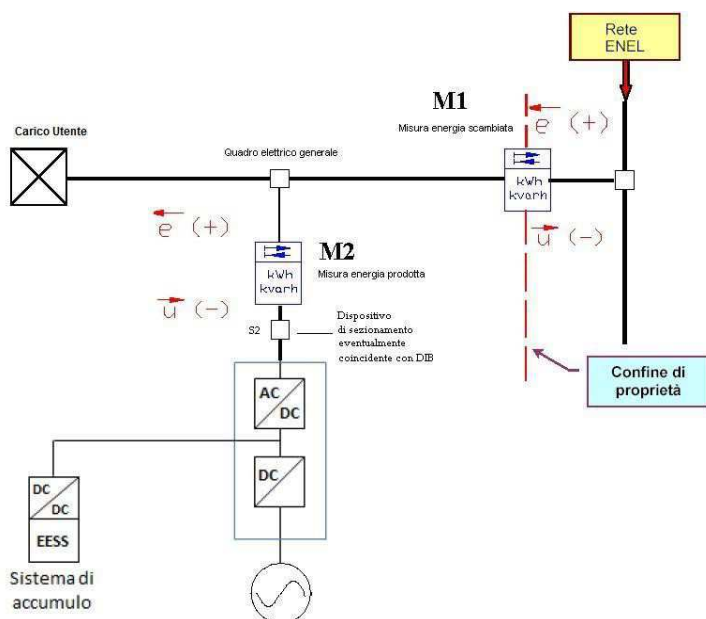 Rete
ENEL
M1
Misura energia scambiata
e (+)
Carico Utente
Quadro elettrico generale
kWh
kvarh
e (+)
M2
u (-)
kWh
kvarh
Misura energia prodotta
u (-)
S2
Dispositivo
di sezionamento
eventualmente
coincidente con DIB
Confine di
proprietà
AC
DC
DC
DC
DC
EESS
Sistema di
accumulo